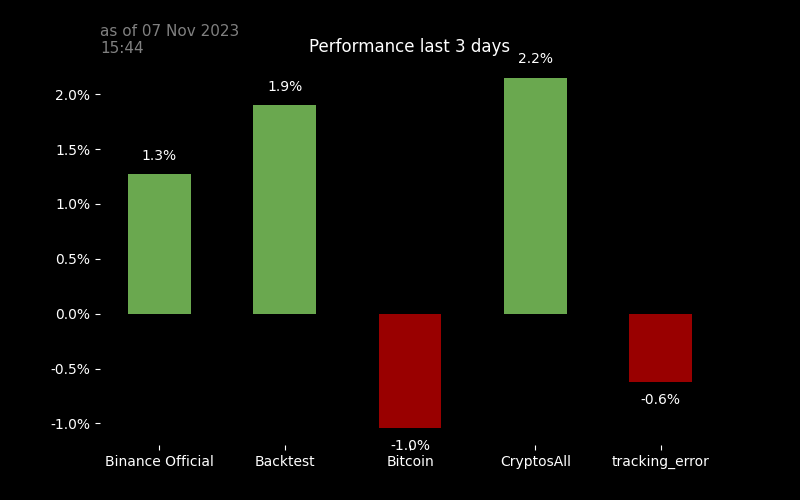 as of 07 Nov 2023
15:44
Performance last 3 days
2.2%
1.9%
1.3%
-1.0%
-0.6%
2.0%
1.5%
1.0%
0.5%
0.0%
-0.5%
-1.0%
Binance Official
Backtest
Bitcoin
CryptosAll
tracking_error